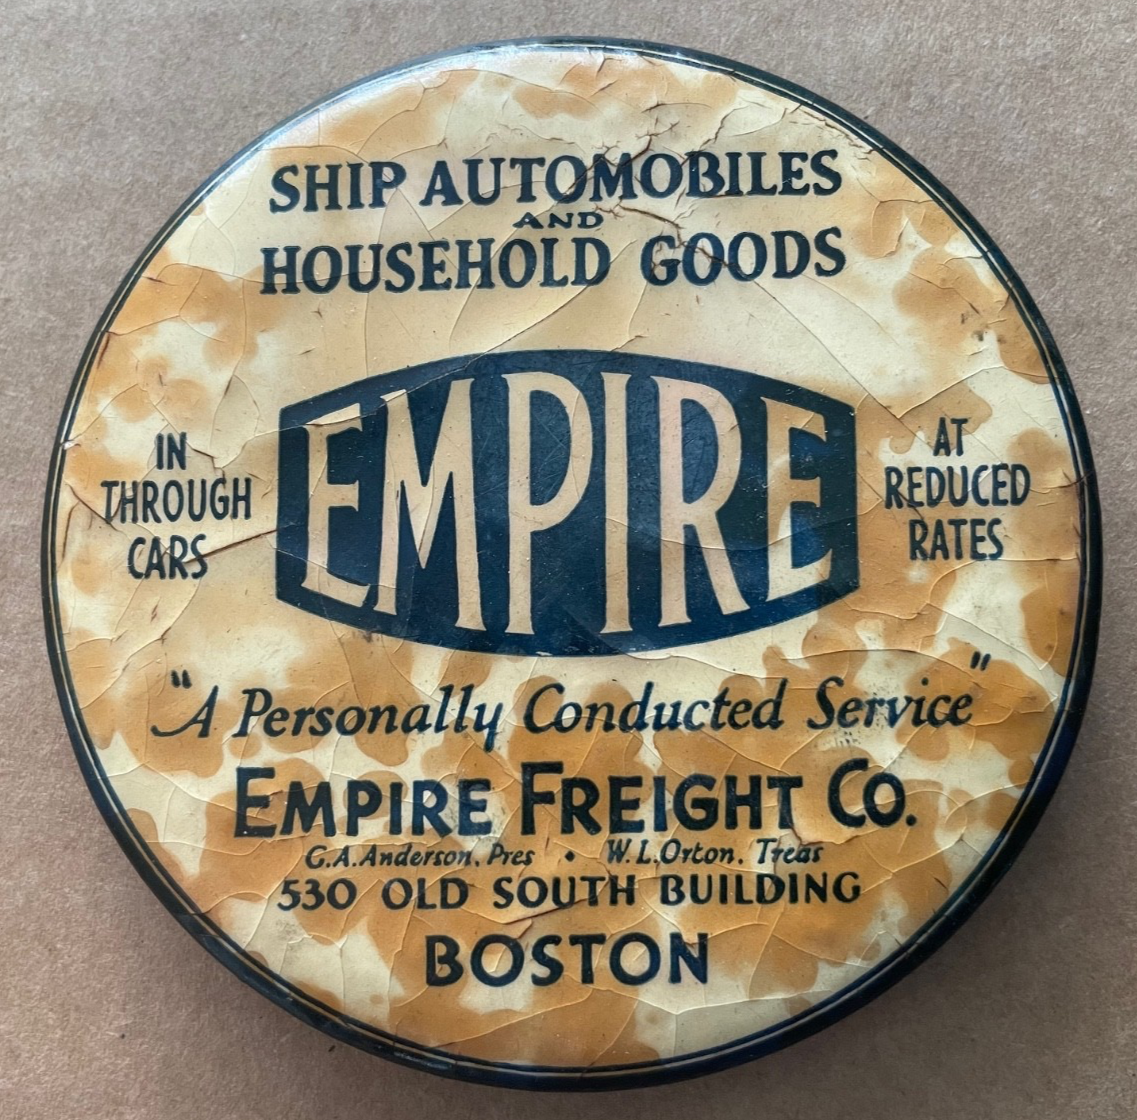 SHIP AUTOMOBILES
AND
HOUSEHOLD GOODS
EMPIRE
IN
THROUGH
CARS
AT
REDUCED
RATES
"A Personally Conducted Service"
EMPIRE FREIGHT CO.
G.A.Anderson, Pres • W.L.Orton, Treas
530 OLD SOUTH BUILDING
BOSTON